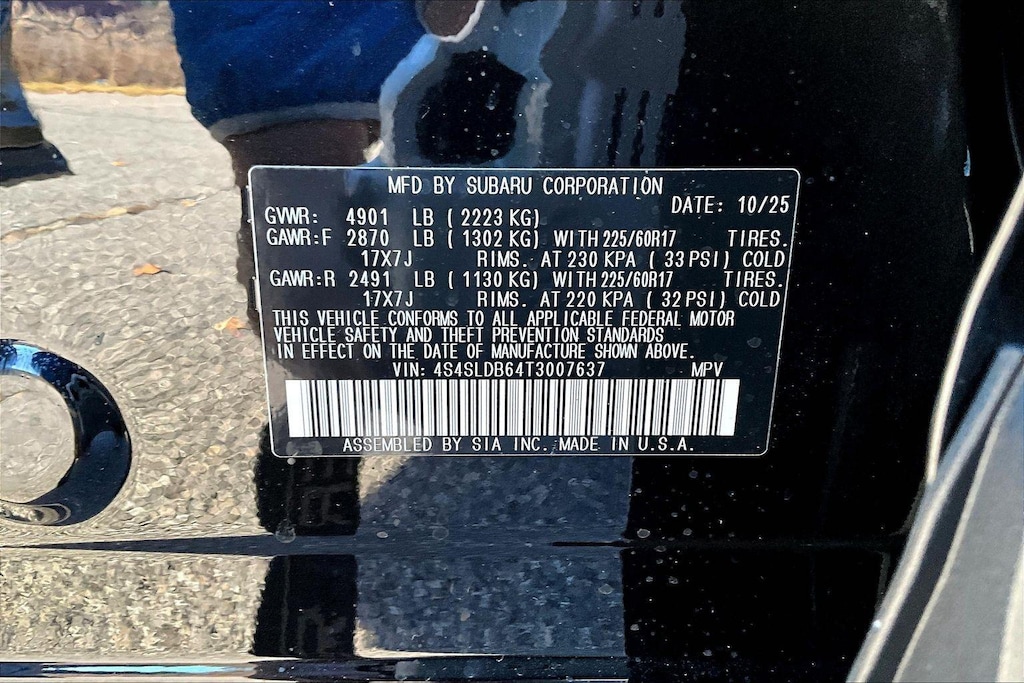 MFD BY SUBARU CORPORATION
DATE: 10/25
GVWR: 4901 LB ( 2223 KG)
GAWR:F 2870 LB ( 1302 KG) WITH 225/60R17 TIRES.
17X7J RIMS. AT 230 KPA ( 33 PSI) COLD
GAWR:R 2491 LB ( 1130 KG) WITH 225/60R17 TIRES.
17X7J RIMS. AT 220 KPA ( 32 PSI) COLD
THIS VEHICLE CONFORMS TO ALL APPLICABLE FEDERAL MOTOR
VEHICLE SAFETY AND THEFT PREVENTION STANDARDS
IN EFFECT ON THE DATE OF MANUFACTURE SHOWN ABOVE.
VIN: 4S4SLDB64T3007637 MPV
ASSEMBLED BY SIA INC. MADE IN U.S.A.